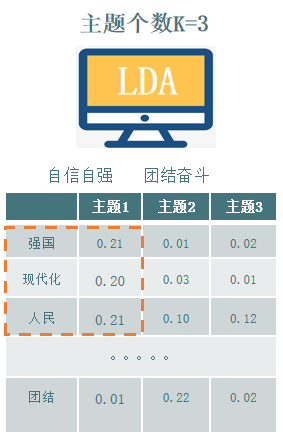 主题个数K=3
LDA
自信自强 团结奋斗
主题1 主题2 主题3
强国 0.21 0.01 0.02
现代化 0.20 0.03 0.01
人民 0.21 0.10 0.12
。。。。。
团结 0.01 0.22 0.02